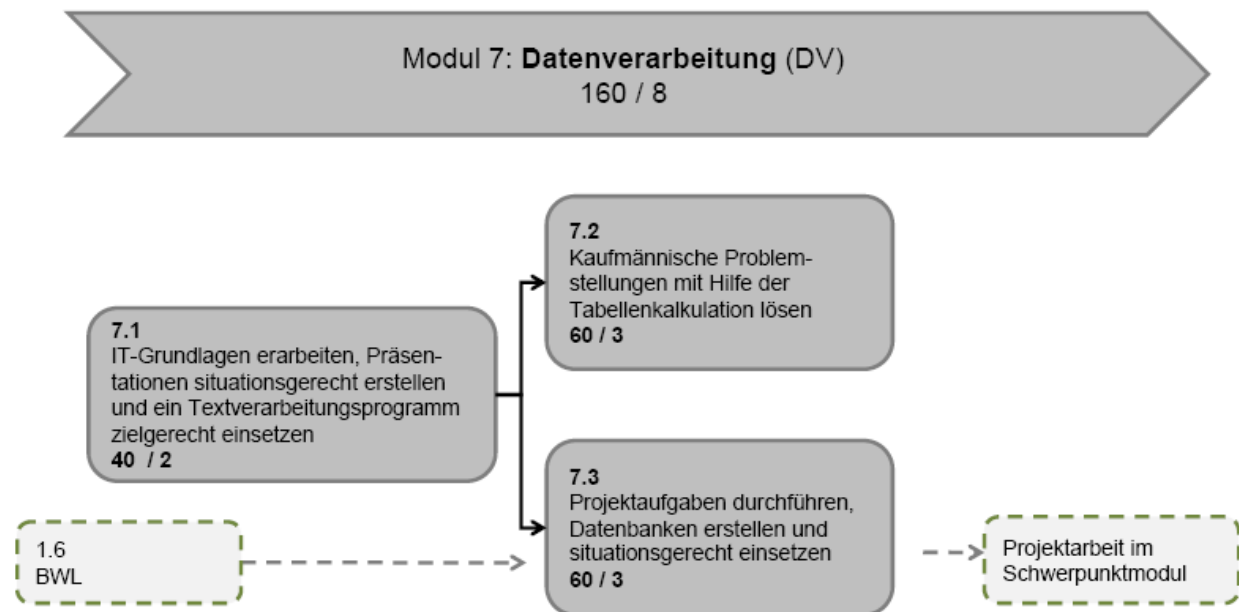 Modul 7: Datenverarbeitung (DV)
160 / 8
7.1
IT-Grundlagen erarbeiten, Präsen-
tationen situationsgerecht erstellen
und ein Textverarbeitungsprogramm
zielgerecht einsetzen
40 / 2
7.2
Kaufmännische Problem-
stellungen mit Hilfe der
Tabellenkalkulation lösen
60 / 3
7.3
Projektaufgaben durchführen,
Datenbanken erstellen und
situationsgerecht einsetzen
60 / 3
1.6
BWL
Projektarbeit im
Schwerpunktmodul